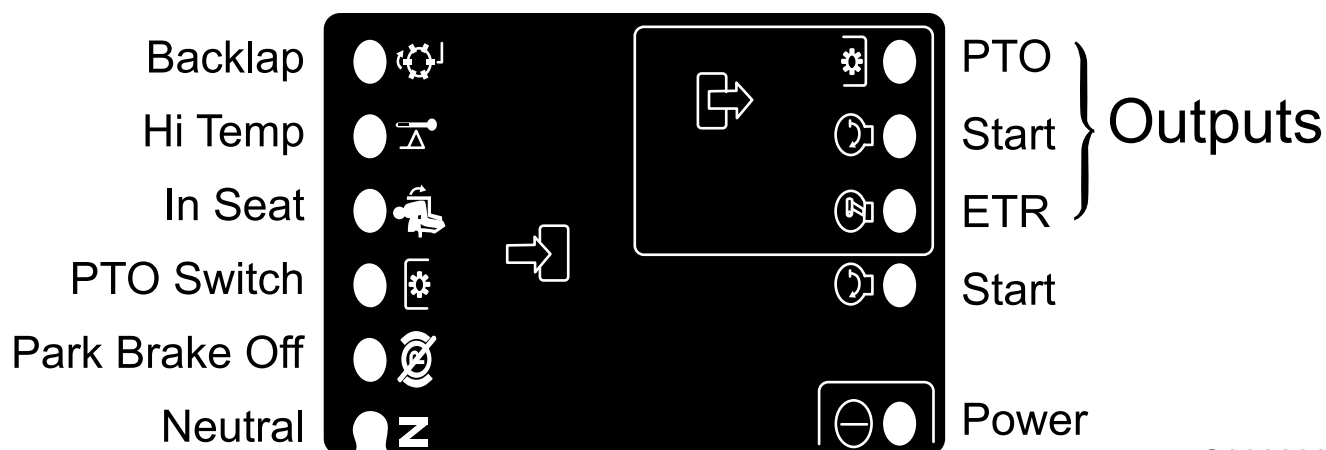 Backlap
Hi Temp
In Seat
PTO Switch
Park Brake Off
Neutral
N
PTO
Start
ETR
Outputs
Start
Power